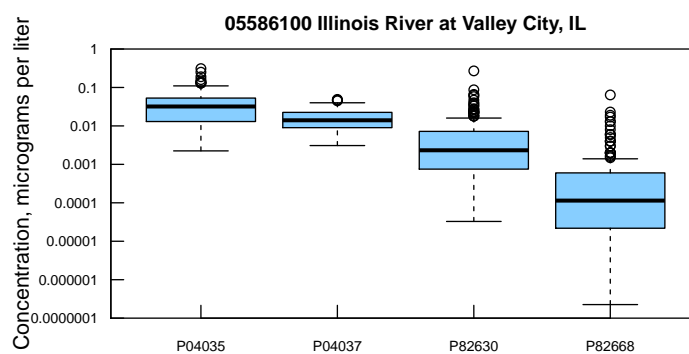 05586100 Illinois River at Valley City, IL
Concentration, micrograms per liter
1
0.1
0.01
0.001
0.0001
0.00001
0.000001
0.0000001
P04035 P04037 P82630 P82668